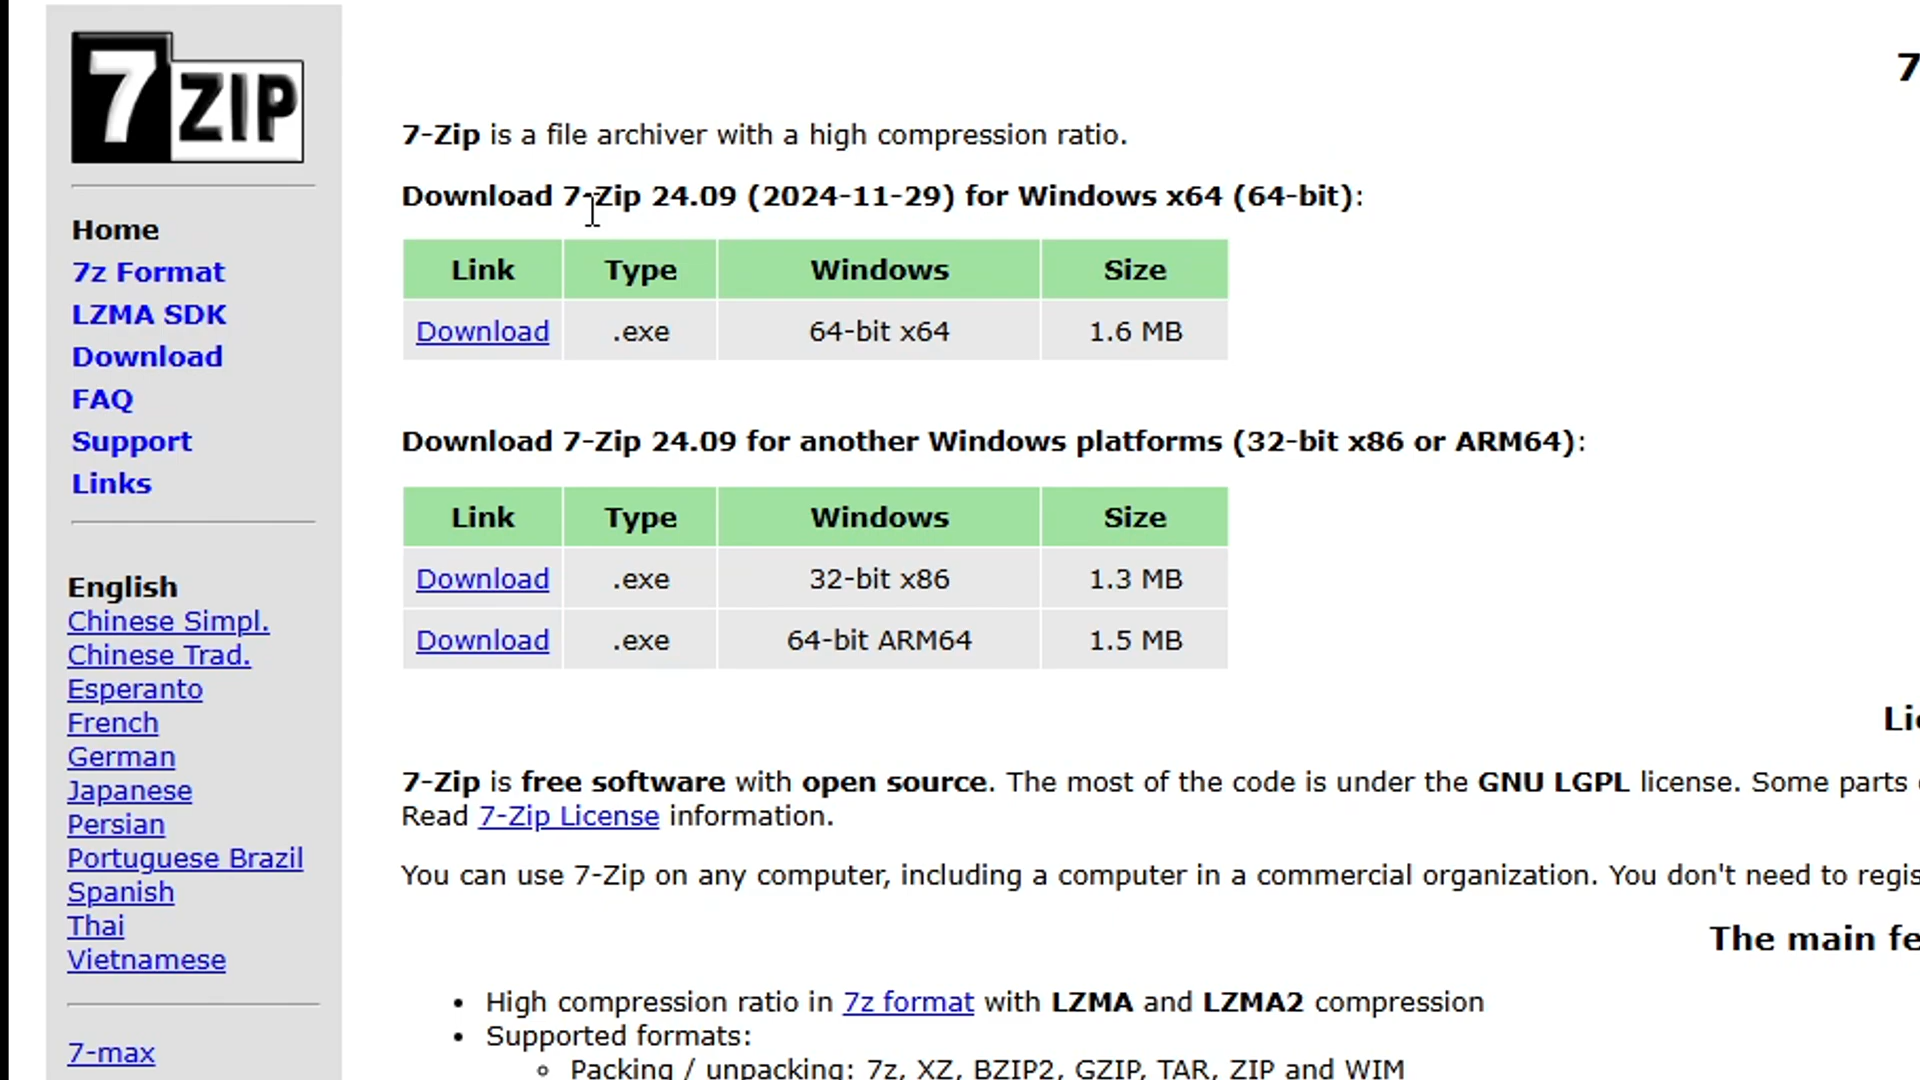 7 ZIP
Home
7z Format
LZMA SDK
Download
FAQ
Support
Links
English
Chinese Simpl.
Chinese Trad.
Esperanto
French
German
Japanese
Persian
Portuguese Brazil
Spanish
Thai
Vietnamese
7-max
7
7-Zip is a file archiver with a high compression ratio.
Download 7-Zip 24.09 (2024-11-29) for Windows x64 (64-bit):
Link Type Windows Size
Download .exe 64-bit x64 1.6 MB
Download 7-Zip 24.09 for another Windows platforms (32-bit x86 or ARM64):
Link Type Windows Size
Download .exe 32-bit x86 1.3 MB
Download .exe 64-bit ARM64 1.5 MB
7-Zip is free software with open source. The most of the code is under the GNU LGPL license. Some parts
Read 7-Zip License information.
You can use 7-Zip on any computer, including a computer in a commercial organization. You don't need to
The main
• High compression ratio in 7z format with LZMA and LZMA2 compression
• Supported formats:
Packing / unpacking: 7z, XZ, BZIP2, GZIP, TAR, ZIP and WIM